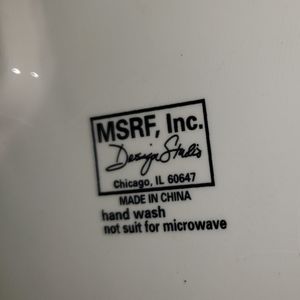 MSRF, Inc.
Design Studio
Chicago, IL 60647
MADE IN CHINA
hand wash
not suit for microwave